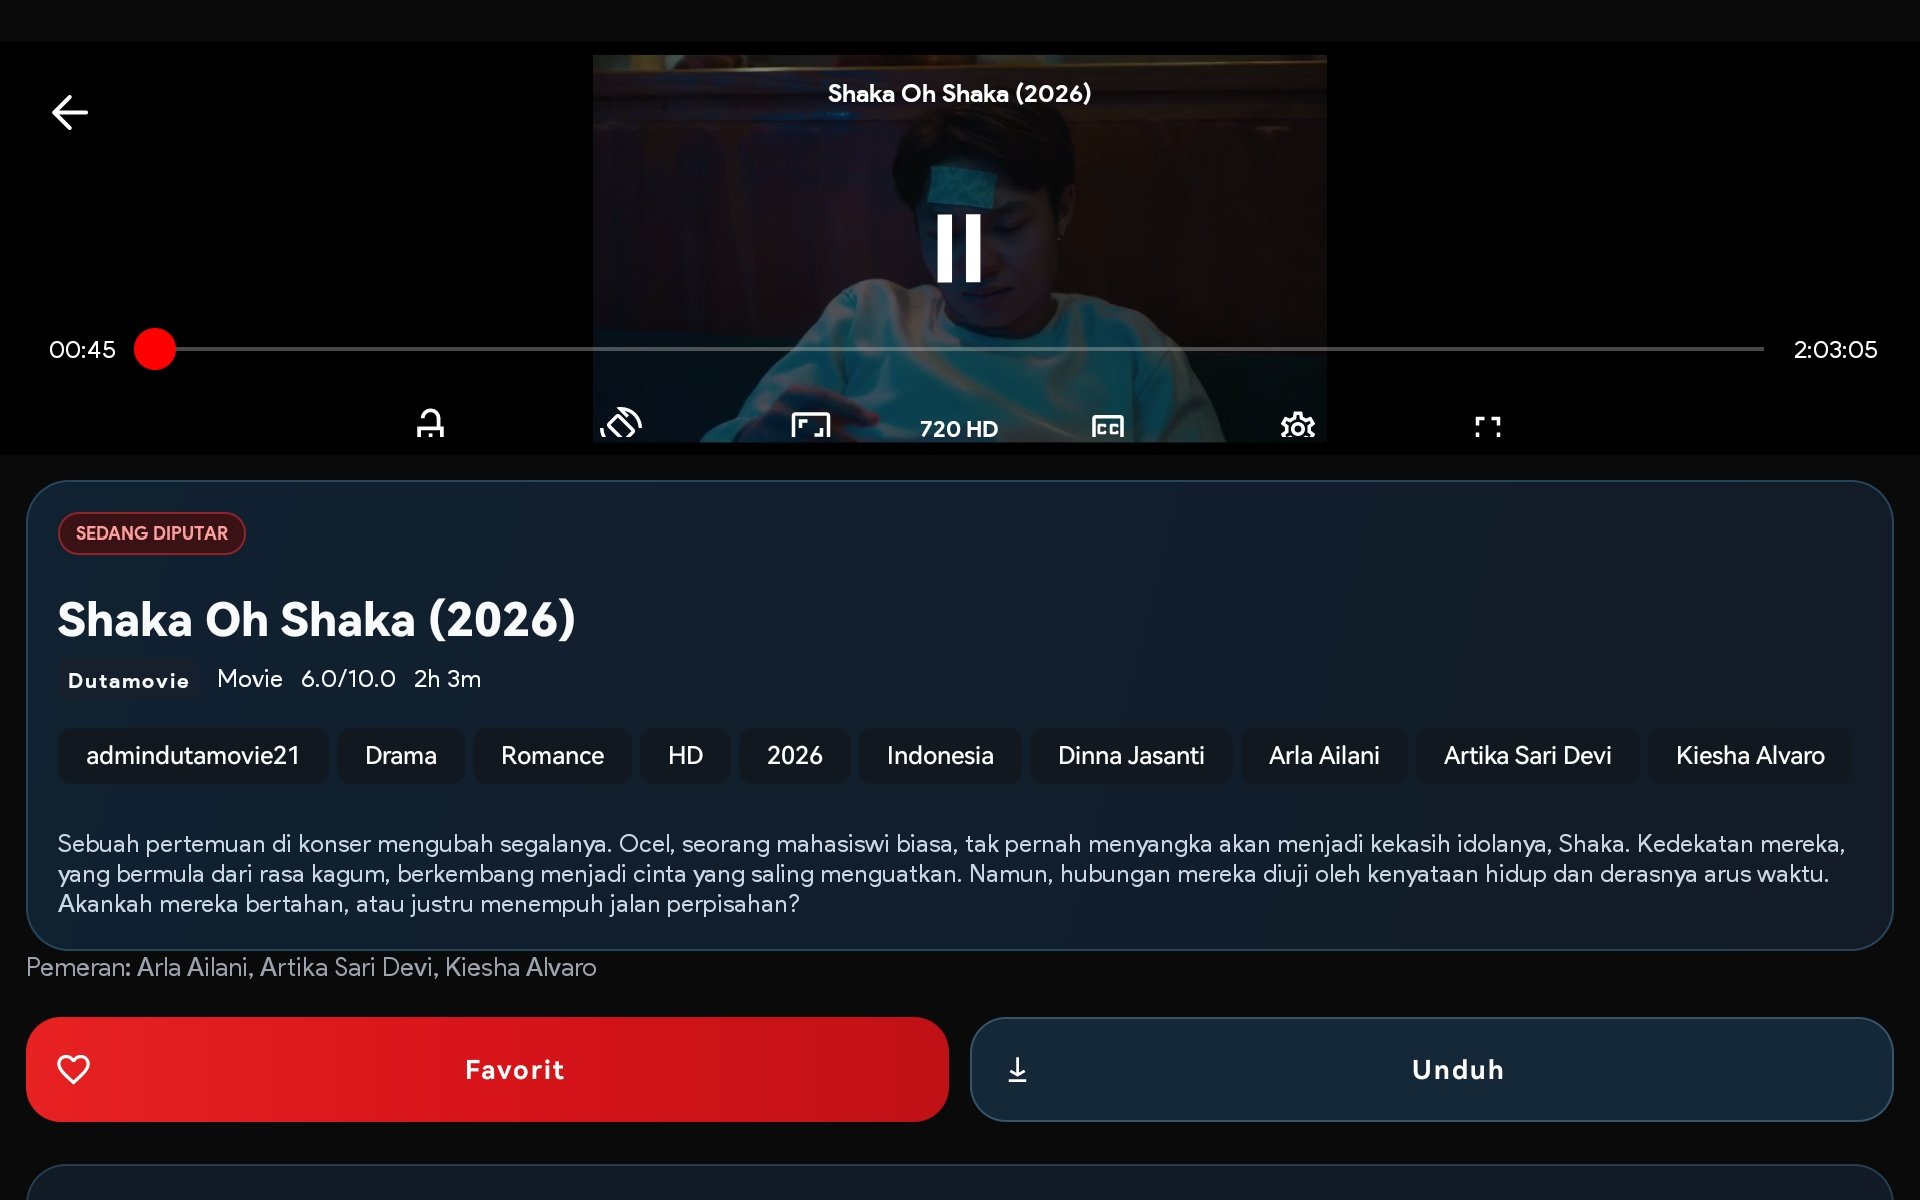 Shaka Oh Shaka (2026)
00:45
2:03:05
720 HD
CC
SEDANG DIPUTAR
Shaka Oh Shaka (2026)
Dutamovie Movie 6.0/10.0 2h 3m
admindutamovie21 Drama Romance HD 2026 Indonesia Dinna Jasanti Arla Ailani Artika Sari Devi Kiesha Alvaro
Sebuah pertemuan di konser mengubah segalanya. Ocel, seorang mahasiswi biasa, tak pernah menyangka akan menjadi kekasih idolanya, Shaka. Kedekatan mereka,
yang bermula dari rasa kagum, berkembang menjadi cinta yang saling menguatkan. Namun, hubungan mereka diuji oleh kenyataan hidup dan derasnya arus waktu.
Akankah mereka bertahan, atau justru menempuh jalan perpisahan?
Pemeran: Arla Ailani, Artika Sari Devi, Kiesha Alvaro
Favorit
Unduh